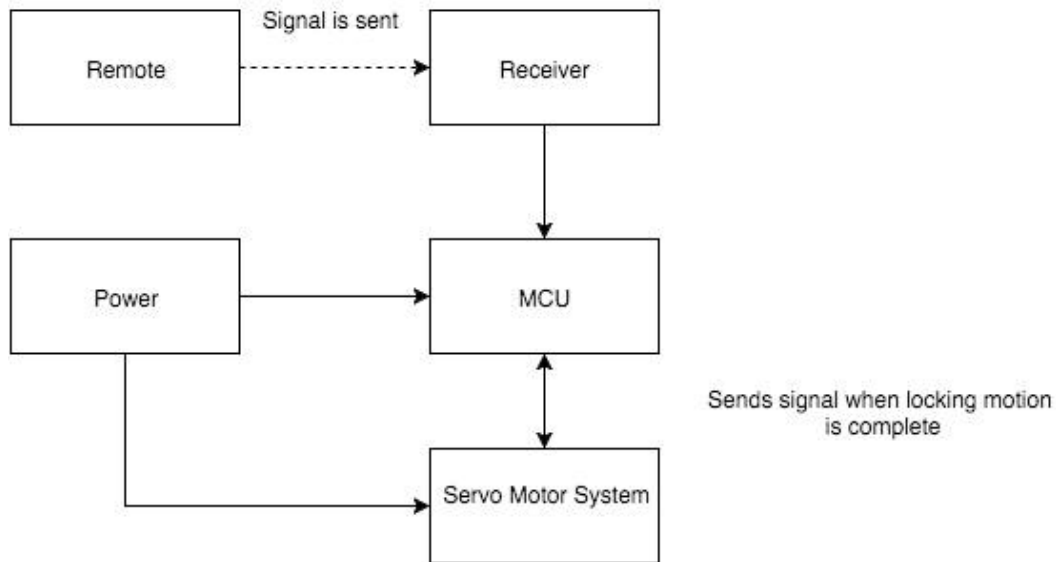 Signal is sent
Remote
Receiver
Power
MCU
Sends signal when locking motion
is complete
Servo Motor System